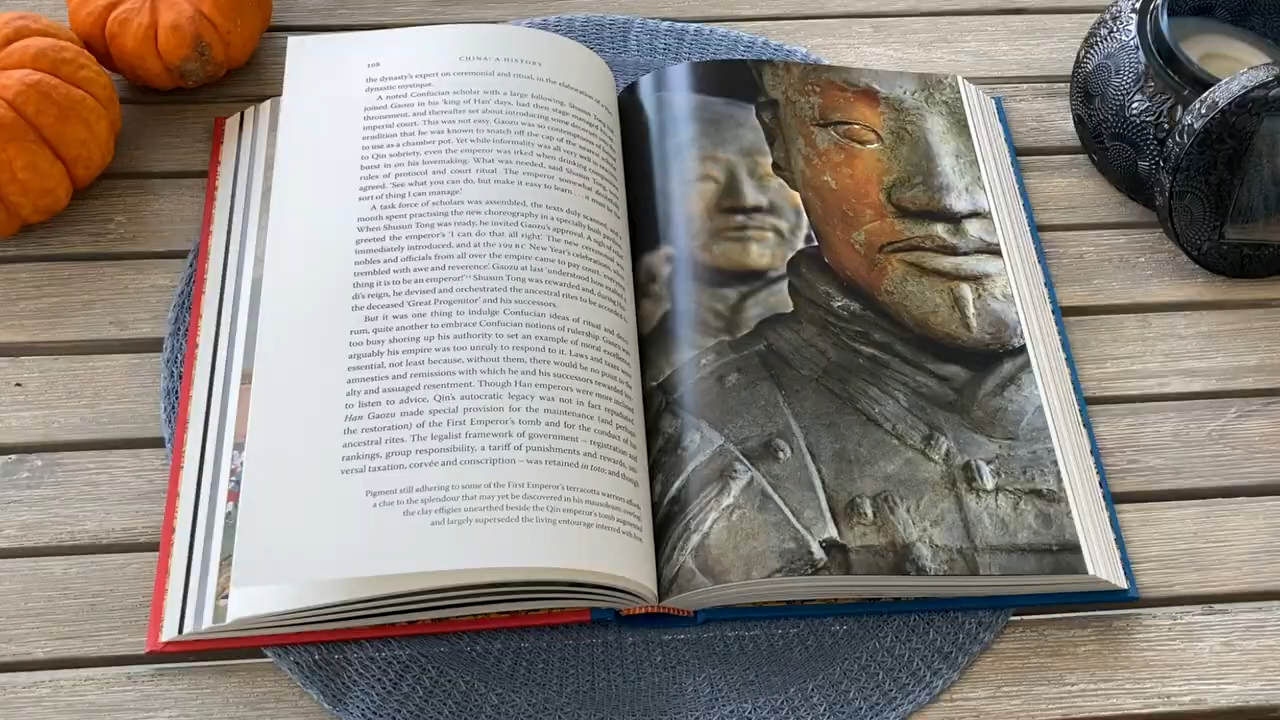 108
CHINA: A HISTORY
the dynasty's expert on ceremonial and ritual, in the elaboration of
dynastic mystique.
A noted Confucian scholar with a large following, Shusun Tong had
joined Gaozu in his 'king of Han' days, had then stage managed his
thronement, and thereafter set about introducing some decorum
imperial court. This was not easy. Gaozu was so contemptuous of
erudition that he was known to snatch off the cap of the nearest
to use as a chamber pot. Yet while informality was all very well in
to Qin sobriety, even the emperor was irked when drinking
burst in on his lovemaking. What was needed, said Shusun Tong,
rules of protocol and court ritual. The emperor somewhat
agreed. 'See what you can do, but make it easy to learn . . . it must be the
sort of thing I can manage.'
A task force of scholars was assembled, the texts duly scanned, and a
month spent practising the new choreography in a specially built
When Shusun Tong was ready, he invited Gaozu's approval. A sigh of
greeted the emperor's 'I can do that all right.' The new ceremonial
immediately introduced, and at the 199 BC New Year's celebrations, when
nobles and officials from all over the empire came to pay court, everyone
'trembled with awe and reverence'. Gaozu at last 'understood how exalted
thing it is to be an emperor!' Shusun Tong was rewarded and, during
di's reign, he devised and orchestrated the ancestral rites to be accorded
the deceased 'Great Progenitor' and his successors.
But it was one thing to indulge Confucian ideas of ritual and
rum, quite another to embrace Confucian notions of rulership. Gaozu was
too busy shoring up his authority to set an example of moral excellence
arguably his empire was too unruly to respond to it. Laws and taxes were
essential, not least because, without them, there would be no point to the
amnesties and remissions with which he and his successors rewarded
alty and assuaged resentment. Though Han emperors were more inclined
to listen to advice, Qin's autocratic legacy was not in fact repudiated.
Han Gaozu made special provision for the maintenance (and perhaps
the restoration) of the First Emperor's tomb and for the conduct of his
ancestral rites. The legalist framework of government – registration and
rankings, group responsibility, a tariff of punishments and rewards, uni-
versal taxation, corvée and conscription – was retained in toto; and though
Pigment still adhering to some of the First Emperor's terracotta warriors affords
a clue to the splendour that may yet be discovered in his mausoleum;
the clay effigies unearthed beside the Qin emperor's tomb augmented
and largely superseded the living entourage interred with him.